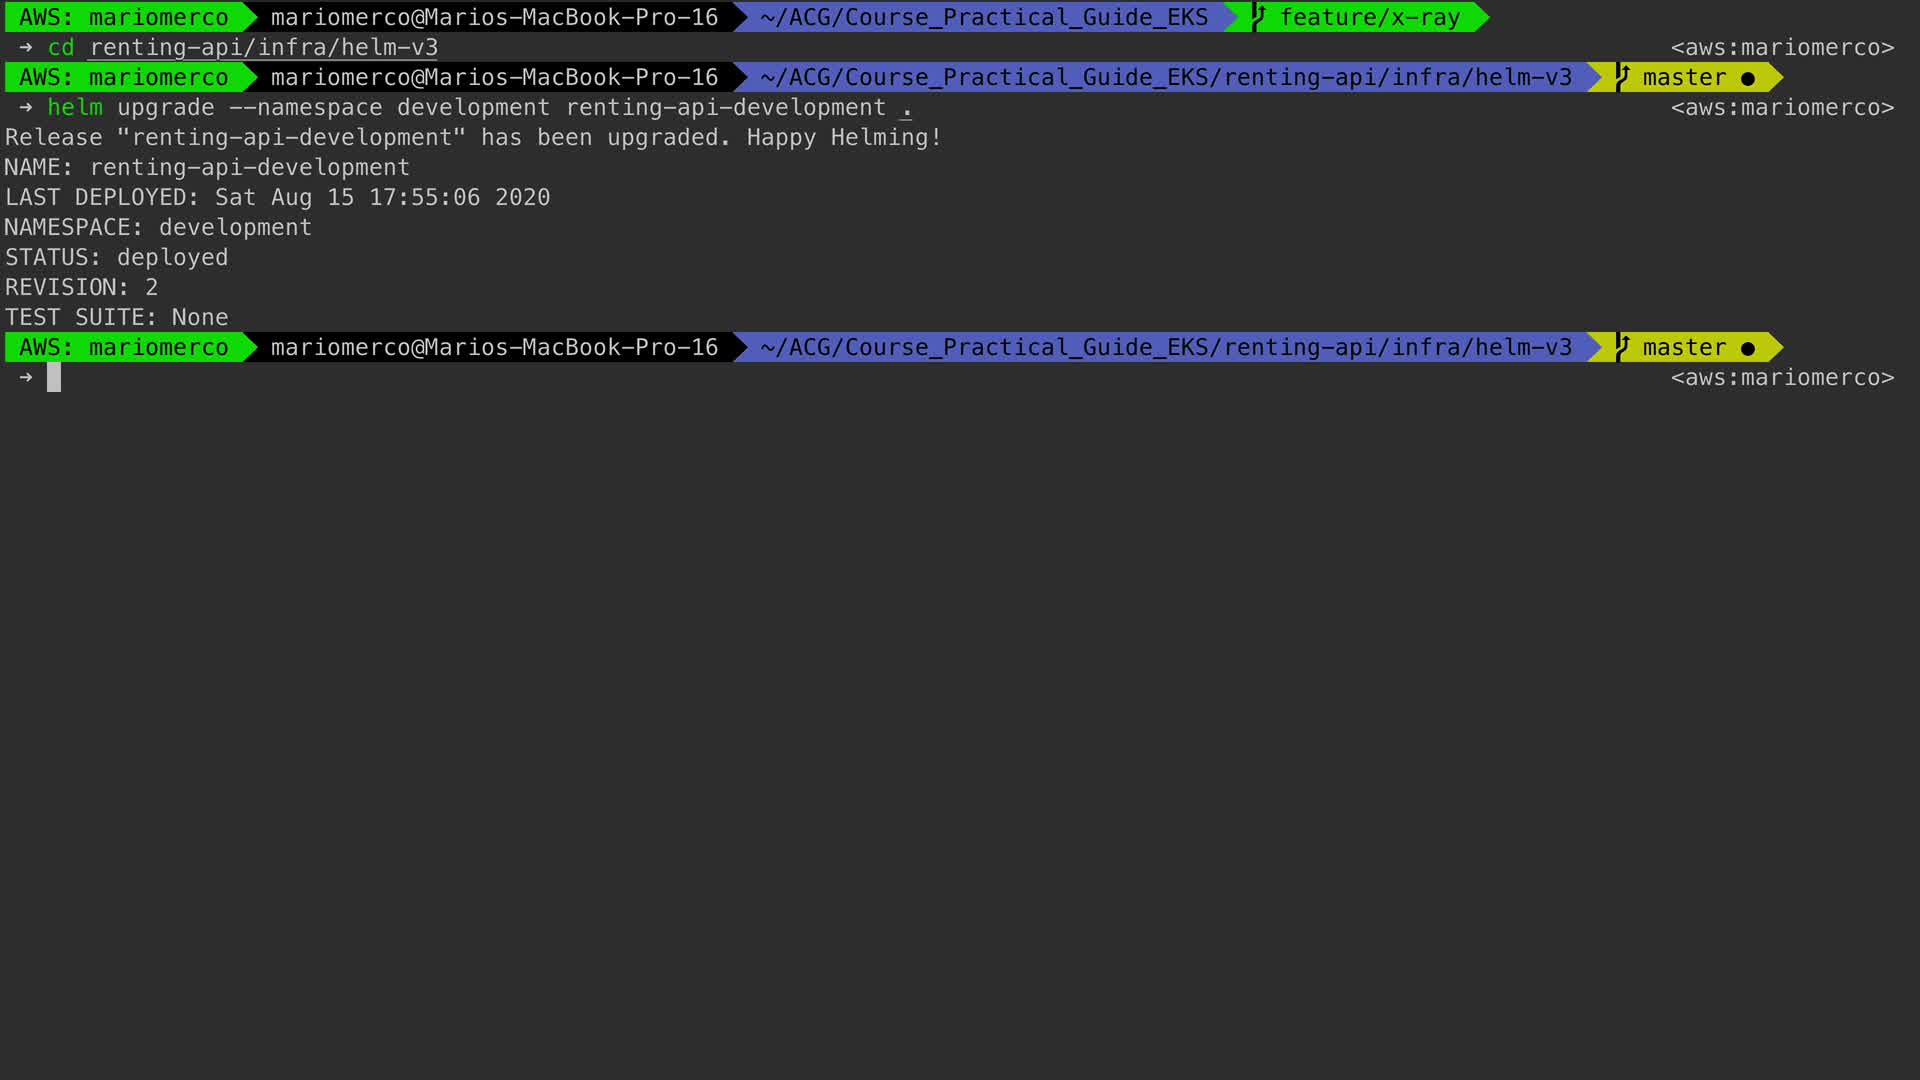 AWS: mariomerco mariomerco@Marios-MacBook-Pro-16 ~/ACG/Course_Practical_Guide_EKS feature/x-ray
→ cd renting-api/infra/helm-v3 <aws:mariomerco>
AWS: mariomerco mariomerco@Marios-MacBook-Pro-16 ~/ACG/Course_Practical_Guide_EKS/renting-api/infra/helm-v3 master ●
→ helm upgrade --namespace development renting-api-development . <aws:mariomerco>
Release "renting-api-development" has been upgraded. Happy Helming!
NAME: renting-api-development
LAST DEPLOYED: Sat Aug 15 17:55:06 2020
NAMESPACE: development
STATUS: deployed
REVISION: 2
TEST SUITE: None
AWS: mariomerco mariomerco@Marios-MacBook-Pro-16 ~/ACG/Course_Practical_Guide_EKS/renting-api/infra/helm-v3 master ●
→ <aws:mariomerco>